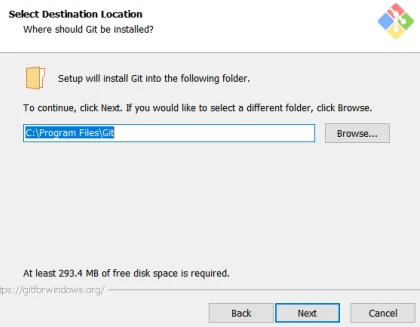 Select Destination Location
Where should Git be installed?
Setup will install Git into the following folder.
To continue, click Next. If you would like to select a different folder, click Browse.
C:\Program Files\Git
Browse...
At least 293.4 MB of free disk space is required.
tps://gitforwindows.org/
Back
Next
Cancel